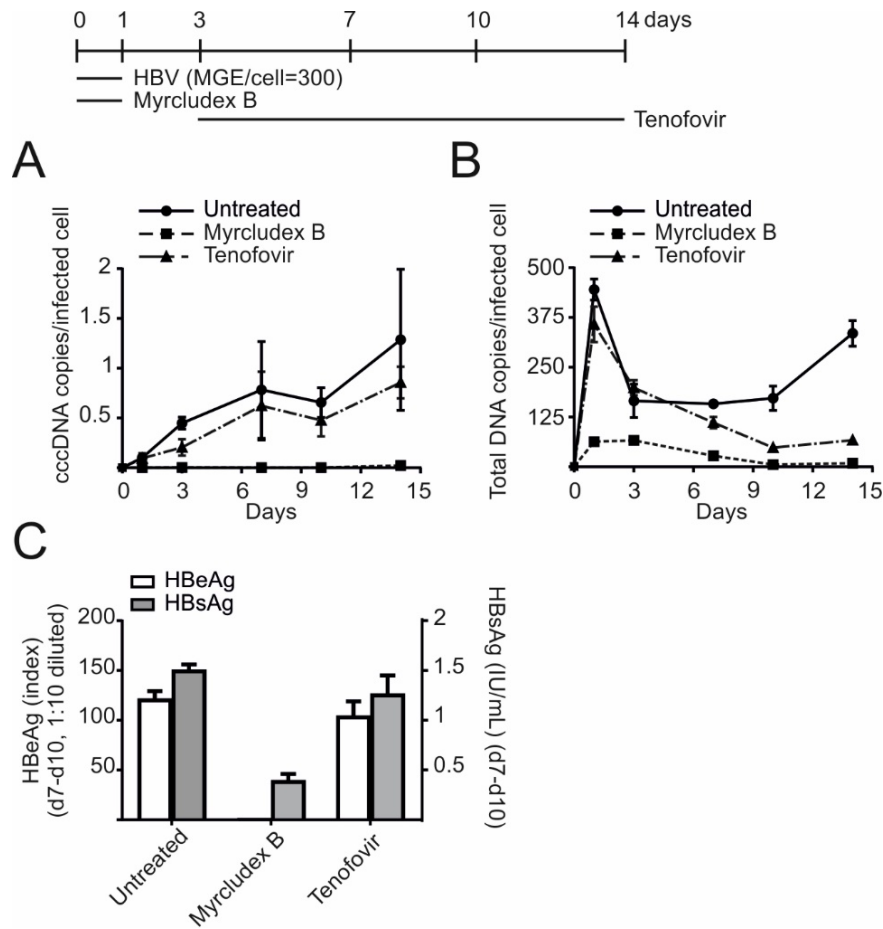 0 1 3 7 10 14 days
HBV (MGE/cell=300)
Myrcludex B
Tenofovir
A
Untreated
Myrcludex B
Tenofovir
cccDNA copies/infected cell
2
1.5
1
0.5
0 3 6 9 12 15
Days
B
Untreated
Myrcludex B
Tenofovir
Total DNA copies/infected cell
500
375
250
125
0 3 6 9 12 15
Days
C
HBeAg
HBsAg
HBeAg (index)
(d7-d10, 1:10 diluted)
200
150
100
50
2
1.5
1
0.5
HBsAg (IU/mL) (d7-d10)
Untreated
Myrcludex B
Tenofovir